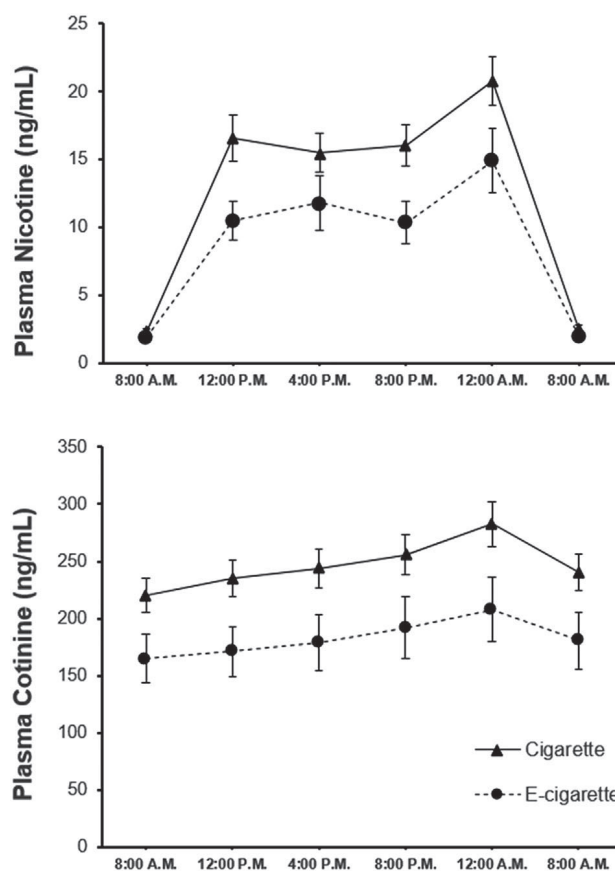 Plasma Nicotine (ng/mL)
25
20
15
10
5
0
8:00 A.M. 12:00 P.M. 4:00 P.M. 8:00 P.M. 12:00 A.M. 8:00 A.M.
Plasma Cotinine (ng/mL)
350
300
250
200
150
100
50
0
Cigarette
E-cigarette
8:00 A.M. 12:00 P.M. 4:00 P.M. 8:00 P.M. 12:00 A.M. 8:00 A.M.